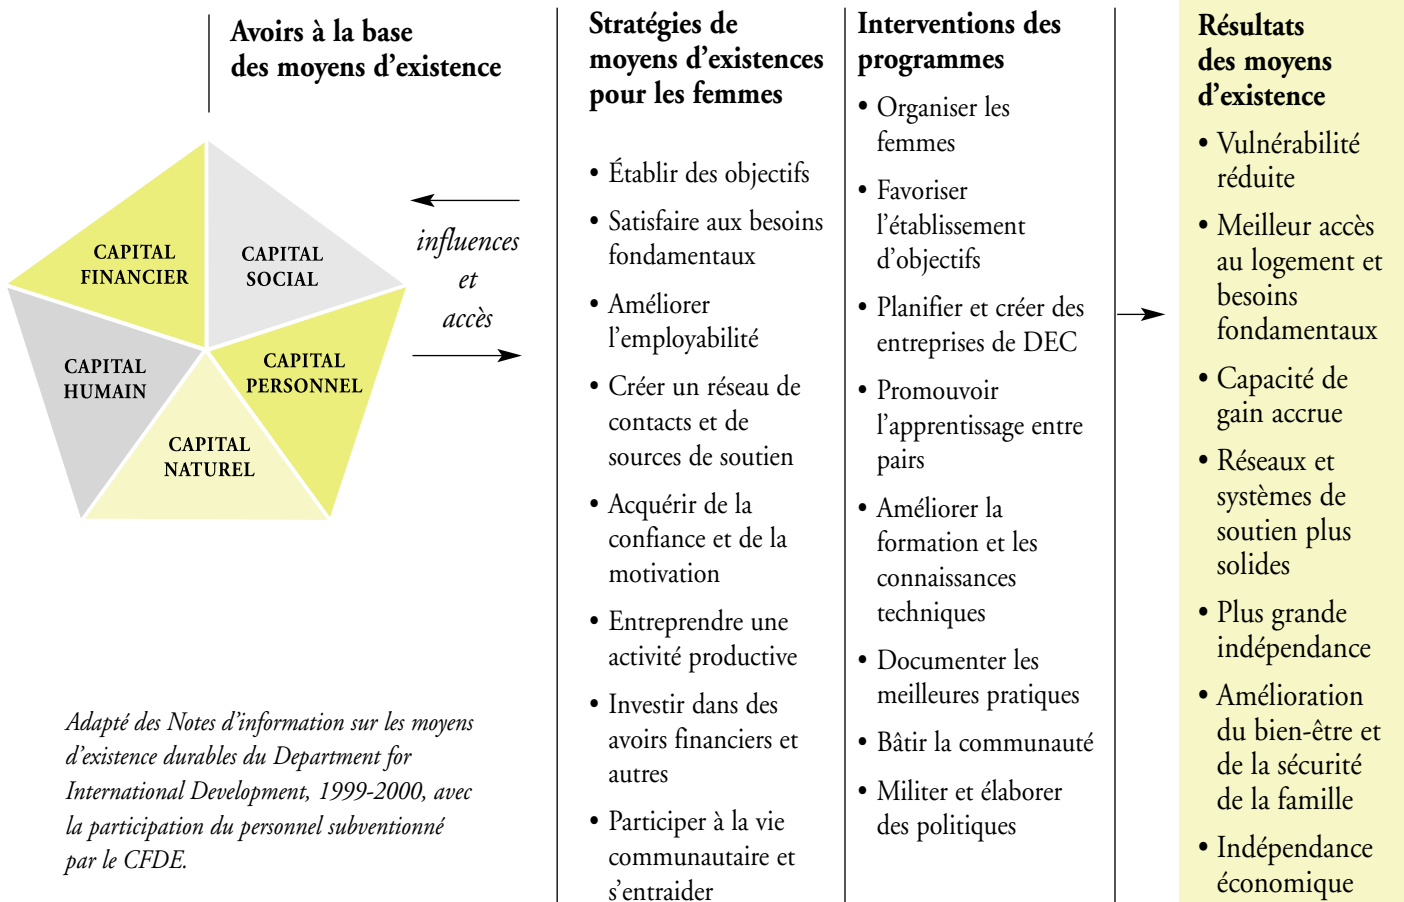 Avoirs à la base
des moyens d’existence
CAPITAL
FINANCIER
CAPITAL
SOCIAL
CAPITAL
HUMAIN
CAPITAL
PERSONNEL
CAPITAL
NATUREL
influences
et
accès
Adapté des Notes d’information sur les moyens
d’existence durables du Department for
International Development, 1999-2000, avec
la participation du personnel subventionné
par le CFDE.
Stratégies de
moyens d’existences
pour les femmes
• Établir des objectifs
• Satisfaire aux besoins
fondamentaux
• Améliorer
l’employabilité
• Créer un réseau de
contacts et de
sources de soutien
• Acquérir de la
confiance et de la
motivation
• Entreprendre une
activité productive
• Investir dans des
avoirs financiers et
autres
• Participer à la vie
communautaire et
s’entraider
Interventions des
programmes
• Organiser les
femmes
• Favoriser
l’établissement
d’objectifs
• Planifier et créer des
entreprises de DEC
• Promouvoir
l’apprentissage entre
pairs
• Améliorer la
formation et les
connaissances
techniques
• Documenter les
meilleures pratiques
• Bâtir la communauté
• Militer et élaborer
des politiques
Résultats
des moyens
d’existence
• Vulnérabilité
réduite
• Meilleur accès
au logement et
besoins
fondamentaux
• Capacité de
gain accrue
• Réseaux et
systèmes de
soutien plus
solides
• Plus grande
indépendance
• Amélioration
du bien-être et
de la sécurité
de la famille
• Indépendance
économique